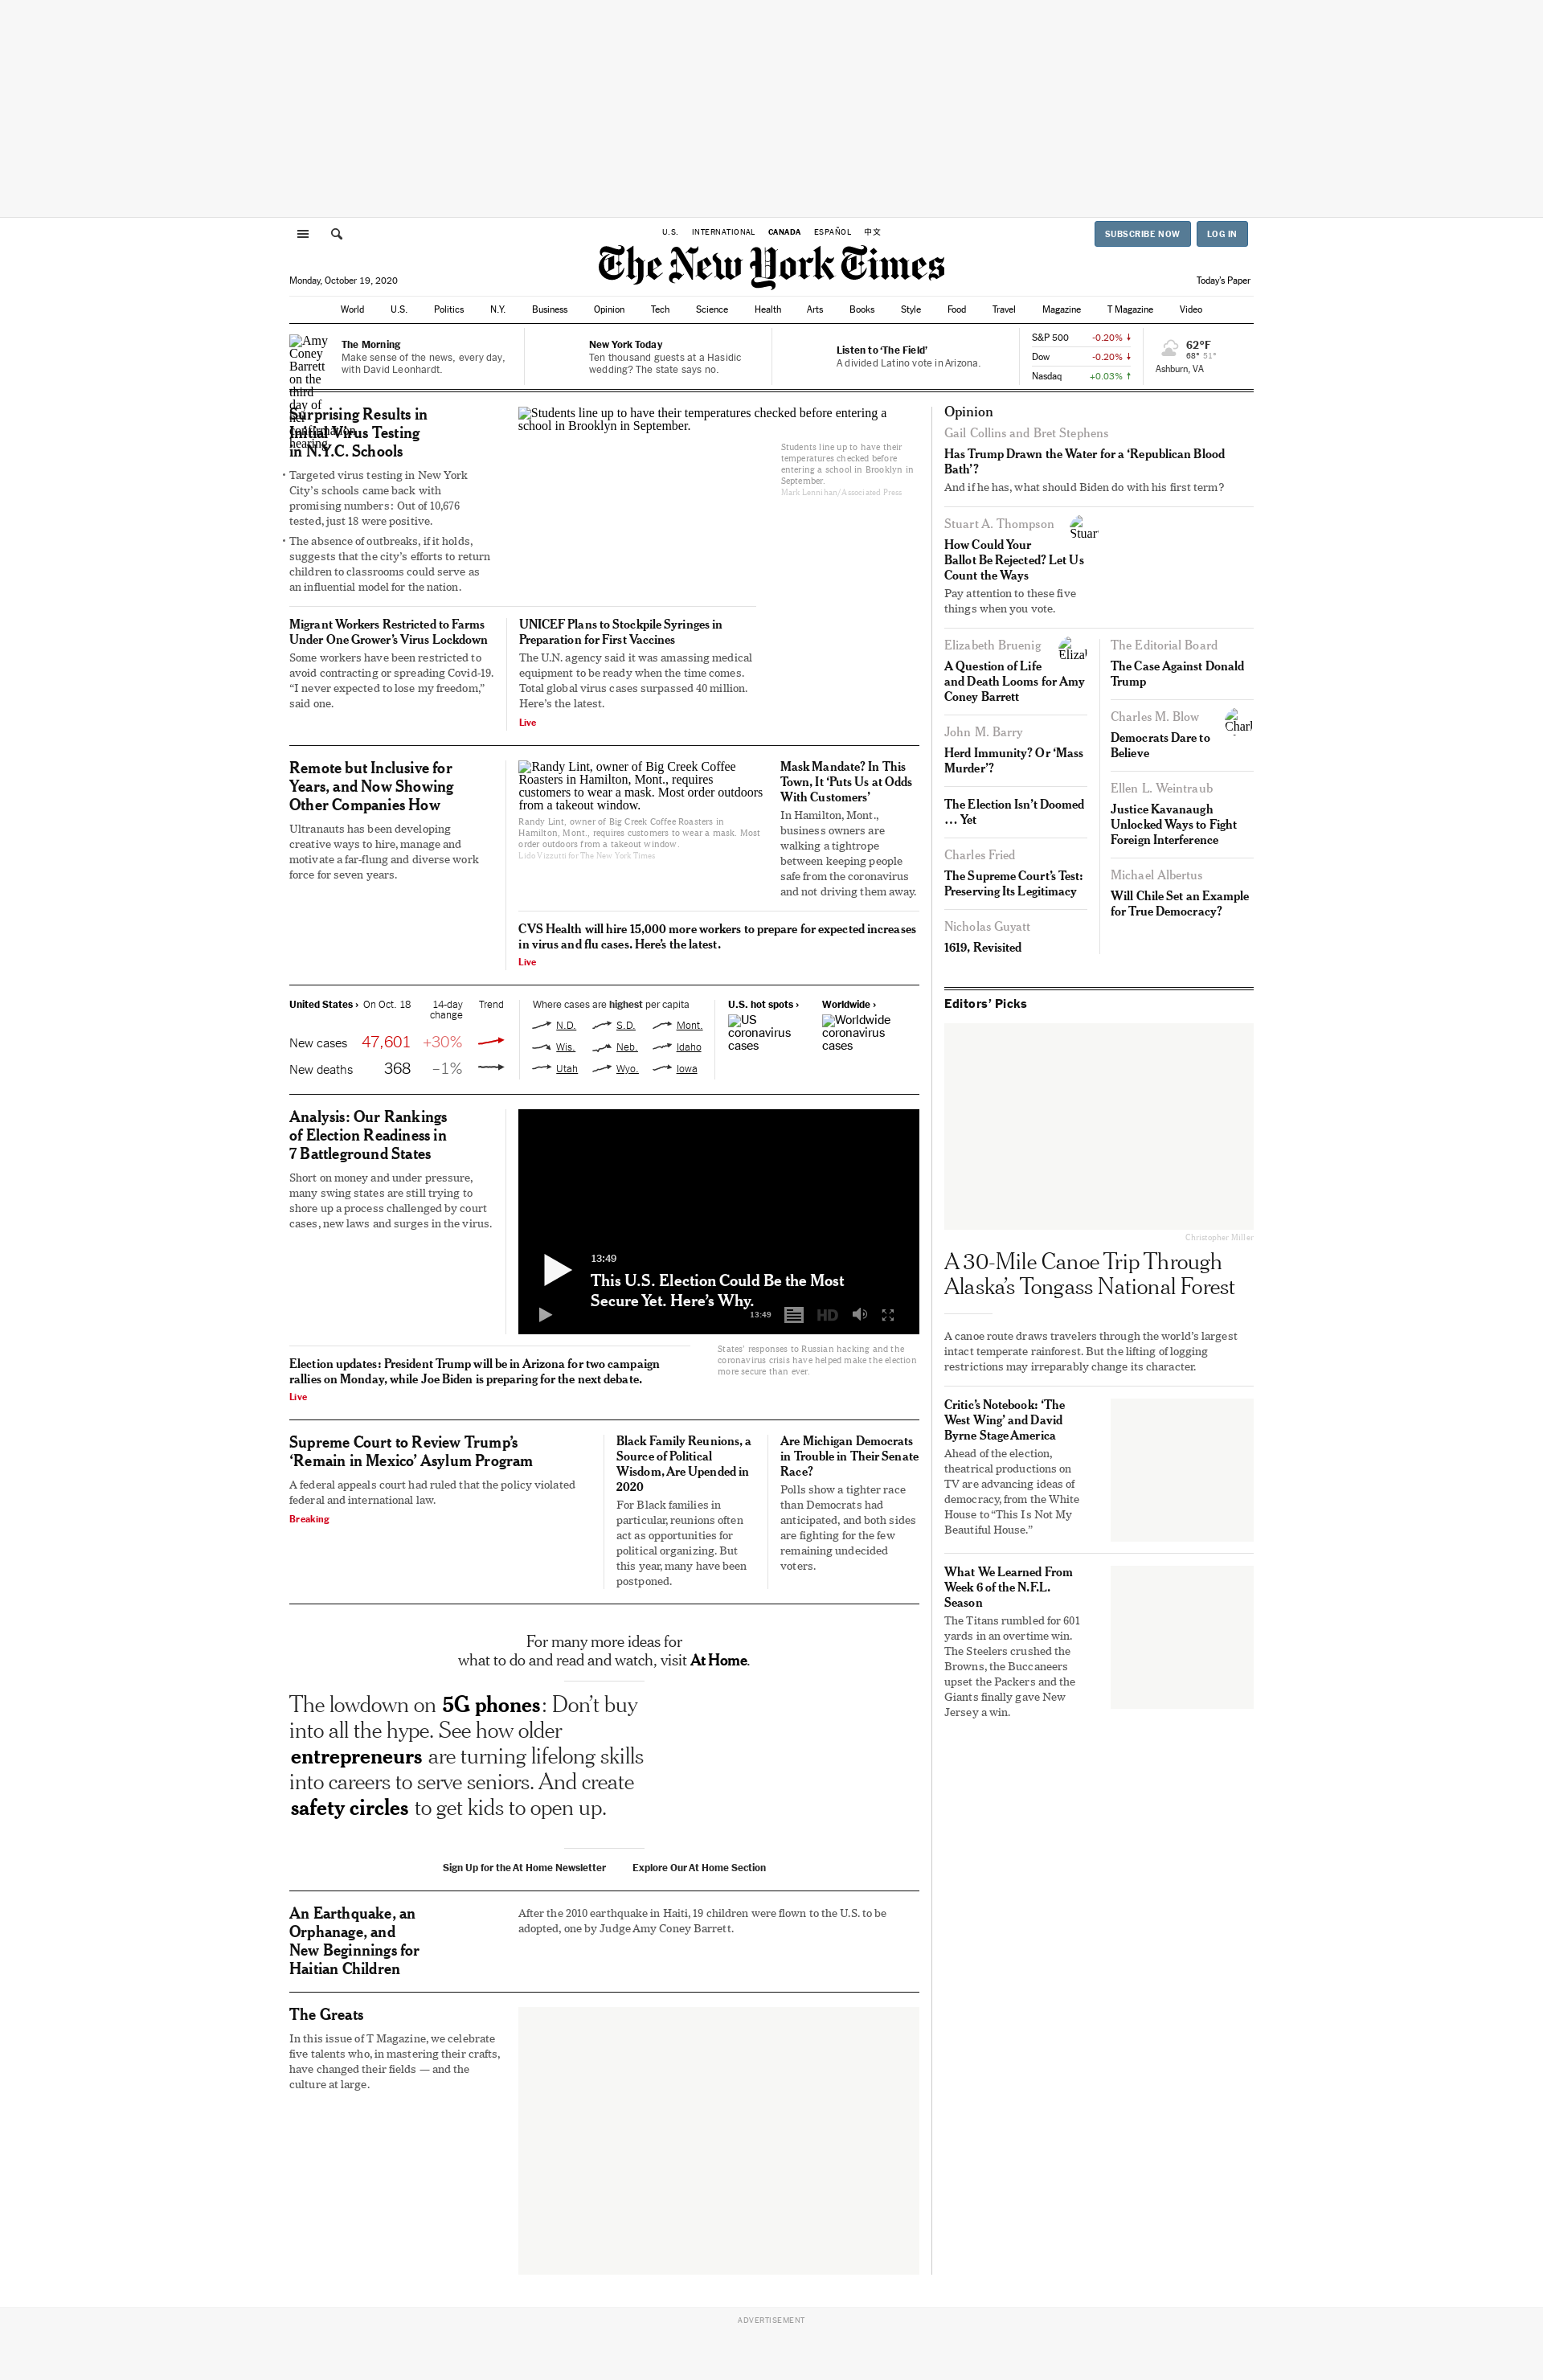 U.S. INTERNATIONAL CANADA ESPAÑOL 中文
SUBSCRIBE NOW LOG IN
The New York Times
Monday, October 19, 2020
Today's Paper
World U.S. Politics N.Y. Business Opinion Tech Science Health Arts Books Style Food Travel Magazine T Magazine Video
Amy
Coney
Barrett
on the
third
day of
her
confirmation
hearing.
The Morning
Make sense of the news, every day,
with David Leonhardt.
New York Today
Ten thousand guests at a Hasidic
wedding? The state says no.
Listen to ‘The Field’
A divided Latino vote in Arizona.
S&P 500 -0.20% ↓
Dow -0.20% ↓
Nasdaq +0.03% ↑
62°F
68° 51°
Ashburn, VA
Surprising Results in
Initial Virus Testing
in N.Y.C. Schools
• Targeted virus testing in New York
City’s schools came back with
promising numbers: Out of 10,676
tested, just 18 were positive.
• The absence of outbreaks, if it holds,
suggests that the city’s efforts to return
children to classrooms could serve as
an influential model for the nation.
Students line up to have their temperatures checked before entering a
school in Brooklyn in September.
Students line up to have their
temperatures checked before
entering a school in Brooklyn in
September.
Mark Lennihan/Associated Press
Migrant Workers Restricted to Farms
Under One Grower’s Virus Lockdown
Some workers have been restricted to
avoid contracting or spreading Covid-19.
“I never expected to lose my freedom,”
said one.
UNICEF Plans to Stockpile Syringes in
Preparation for First Vaccines
The U.N. agency said it was amassing medical
equipment to be ready when the time comes.
Total global virus cases surpassed 40 million.
Here’s the latest.
Live
Remote but Inclusive for
Years, and Now Showing
Other Companies How
Ultranauts has been developing
creative ways to hire, manage and
motivate a far-flung and diverse work
force for seven years.
Randy Lint, owner of Big Creek Coffee
Roasters in Hamilton, Mont., requires
customers to wear a mask. Most order outdoors
from a takeout window.
Randy Lint, owner of Big Creek Coffee Roasters in
Hamilton, Mont., requires customers to wear a mask. Most
order outdoors from a takeout window.
Lido Vizzutti for The New York Times
Mask Mandate? In This
Town, It ‘Puts Us at Odds
With Customers’
In Hamilton, Mont.,
business owners are
walking a tightrope
between keeping people
safe from the coronavirus
and not driving them away.
CVS Health will hire 15,000 more workers to prepare for expected increases
in virus and flu cases. Here’s the latest.
Live
United States › On Oct. 18 14-day
change Trend
New cases 47,601 +30%
New deaths 368 –1%
Where cases are highest per capita
N.D. S.D. Mont.
Wis. Neb. Idaho
Utah Wyo. Iowa
U.S. hot spots ›
US
coronavirus
cases
Worldwide ›
Worldwide
coronavirus
cases
Analysis: Our Rankings
of Election Readiness in
7 Battleground States
Short on money and under pressure,
many swing states are still trying to
shore up a process challenged by court
cases, new laws and surges in the virus.
13:49
This U.S. Election Could Be the Most
Secure Yet. Here’s Why.
13:49 HD
States’ responses to Russian hacking and the
coronavirus crisis have helped make the election
more secure than ever.
Election updates: President Trump will be in Arizona for two campaign
rallies on Monday, while Joe Biden is preparing for the next debate.
Live
Supreme Court to Review Trump’s
‘Remain in Mexico’ Asylum Program
A federal appeals court had ruled that the policy violated
federal and international law.
Breaking
Black Family Reunions, a
Source of Political
Wisdom, Are Upended in
2020
For Black families in
particular, reunions often
act as opportunities for
political organizing. But
this year, many have been
postponed.
Are Michigan Democrats
in Trouble in Their Senate
Race?
Polls show a tighter race
than Democrats had
anticipated, and both sides
are fighting for the few
remaining undecided
voters.
For many more ideas for
what to do and read and watch, visit At Home.
The lowdown on 5G phones: Don’t buy
into all the hype. See how older
entrepreneurs are turning lifelong skills
into careers to serve seniors. And create
safety circles to get kids to open up.
Sign Up for the At Home Newsletter Explore Our At Home Section
An Earthquake, an
Orphanage, and
New Beginnings for
Haitian Children
After the 2010 earthquake in Haiti, 19 children were flown to the U.S. to be
adopted, one by Judge Amy Coney Barrett.
The Greats
In this issue of T Magazine, we celebrate
five talents who, in mastering their crafts,
have changed their fields — and the
culture at large.
Opinion
Gail Collins and Bret Stephens
Has Trump Drawn the Water for a ‘Republican Blood
Bath’?
And if he has, what should Biden do with his first term?
Stuart A. Thompson
Stuar
How Could Your
Ballot Be Rejected? Let Us
Count the Ways
Pay attention to these five
things when you vote.
Elizabeth Bruenig
Elizab
A Question of Life
and Death Looms for Amy
Coney Barrett
John M. Barry
Herd Immunity? Or ‘Mass
Murder’?
The Election Isn’t Doomed
… Yet
Charles Fried
The Supreme Court’s Test:
Preserving Its Legitimacy
Nicholas Guyatt
1619, Revisited
The Editorial Board
The Case Against Donald
Trump
Charles M. Blow
Charl
Democrats Dare to
Believe
Ellen L. Weintraub
Justice Kavanaugh
Unlocked Ways to Fight
Foreign Interference
Michael Albertus
Will Chile Set an Example
for True Democracy?
Editors’ Picks
Christopher Miller
A 30-Mile Canoe Trip Through
Alaska’s Tongass National Forest
A canoe route draws travelers through the world’s largest
intact temperate rainforest. But the lifting of logging
restrictions may irreparably change its character.
Critic’s Notebook: ‘The
West Wing’ and David
Byrne Stage America
Ahead of the election,
theatrical productions on
TV are advancing ideas of
democracy, from the White
House to “This Is Not My
Beautiful House.”
What We Learned From
Week 6 of the N.F.L.
Season
The Titans rumbled for 601
yards in an overtime win.
The Steelers crushed the
Browns, the Buccaneers
upset the Packers and the
Giants finally gave New
Jersey a win.
ADVERTISEMENT